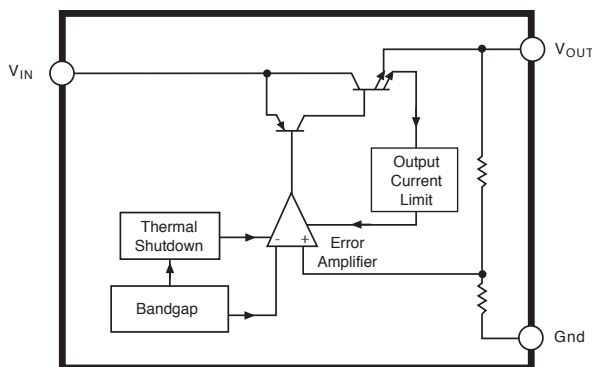 VIN
VOUT
Output
Current
Limit
Thermal
Shutdown
- +
Error
Amplifier
Bandgap
Gnd